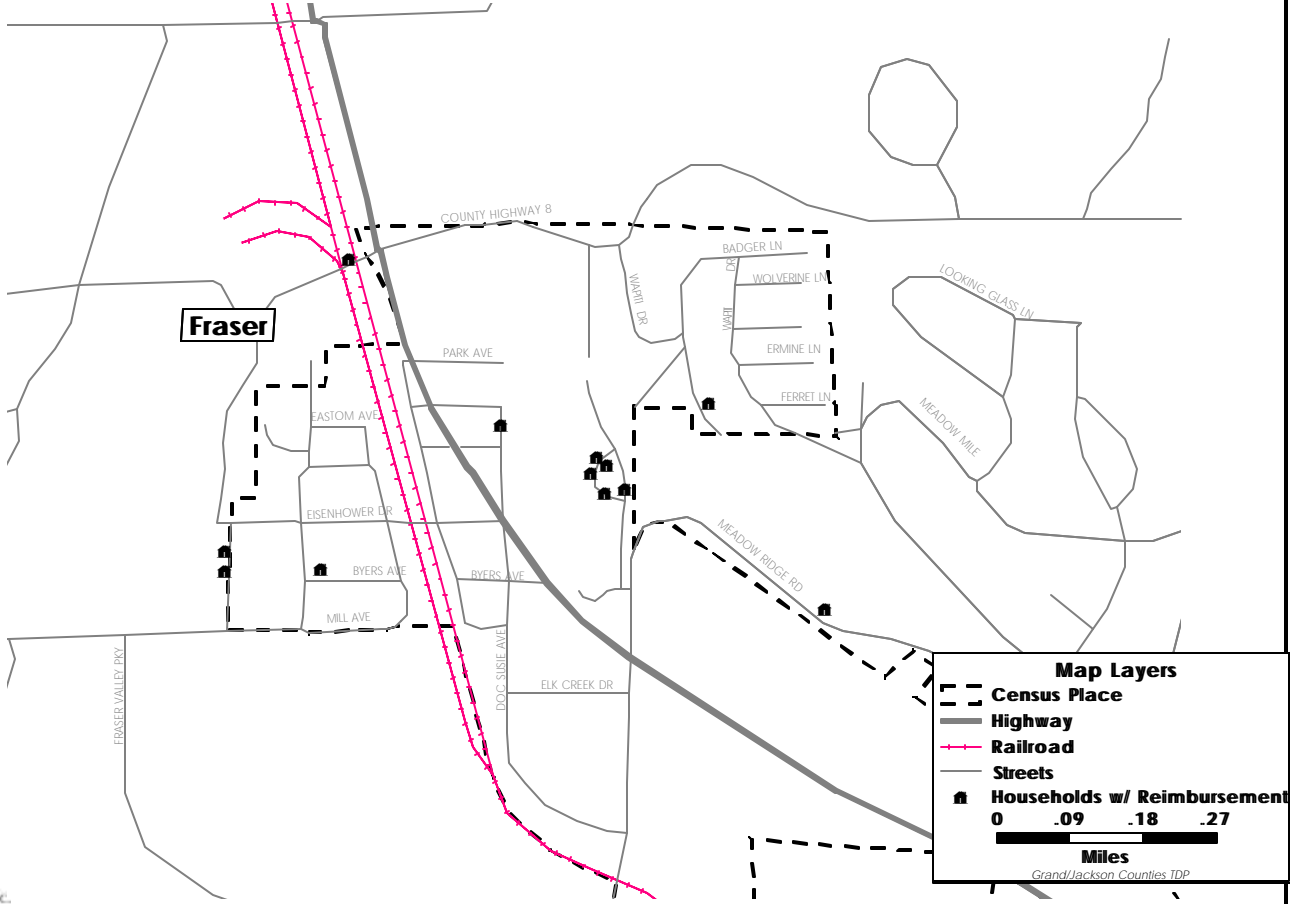 COUNTY HIGHWAY 8
BADGER LN
WAPITI DR
DR
WAPITI
WOLVERINE LN
LOOKING GLASS LN
Fraser
PARK AVE
ERMINE LN
FERRET LN
EASTOM AVE
MEADOW MILE
EISENHOWER DR
MEADOW RIDGE RD
BYERS AVE
BYERS AVE
MILL AVE
FRASER VALLEY PKY
DOC SUSIE AVE
ELK CREEK DR
Map Layers
Census Place
Highway
Railroad
Streets
Households w/ Reimbursement
0 .09 .18 .27
Miles
Grand/Jackson Counties TDP